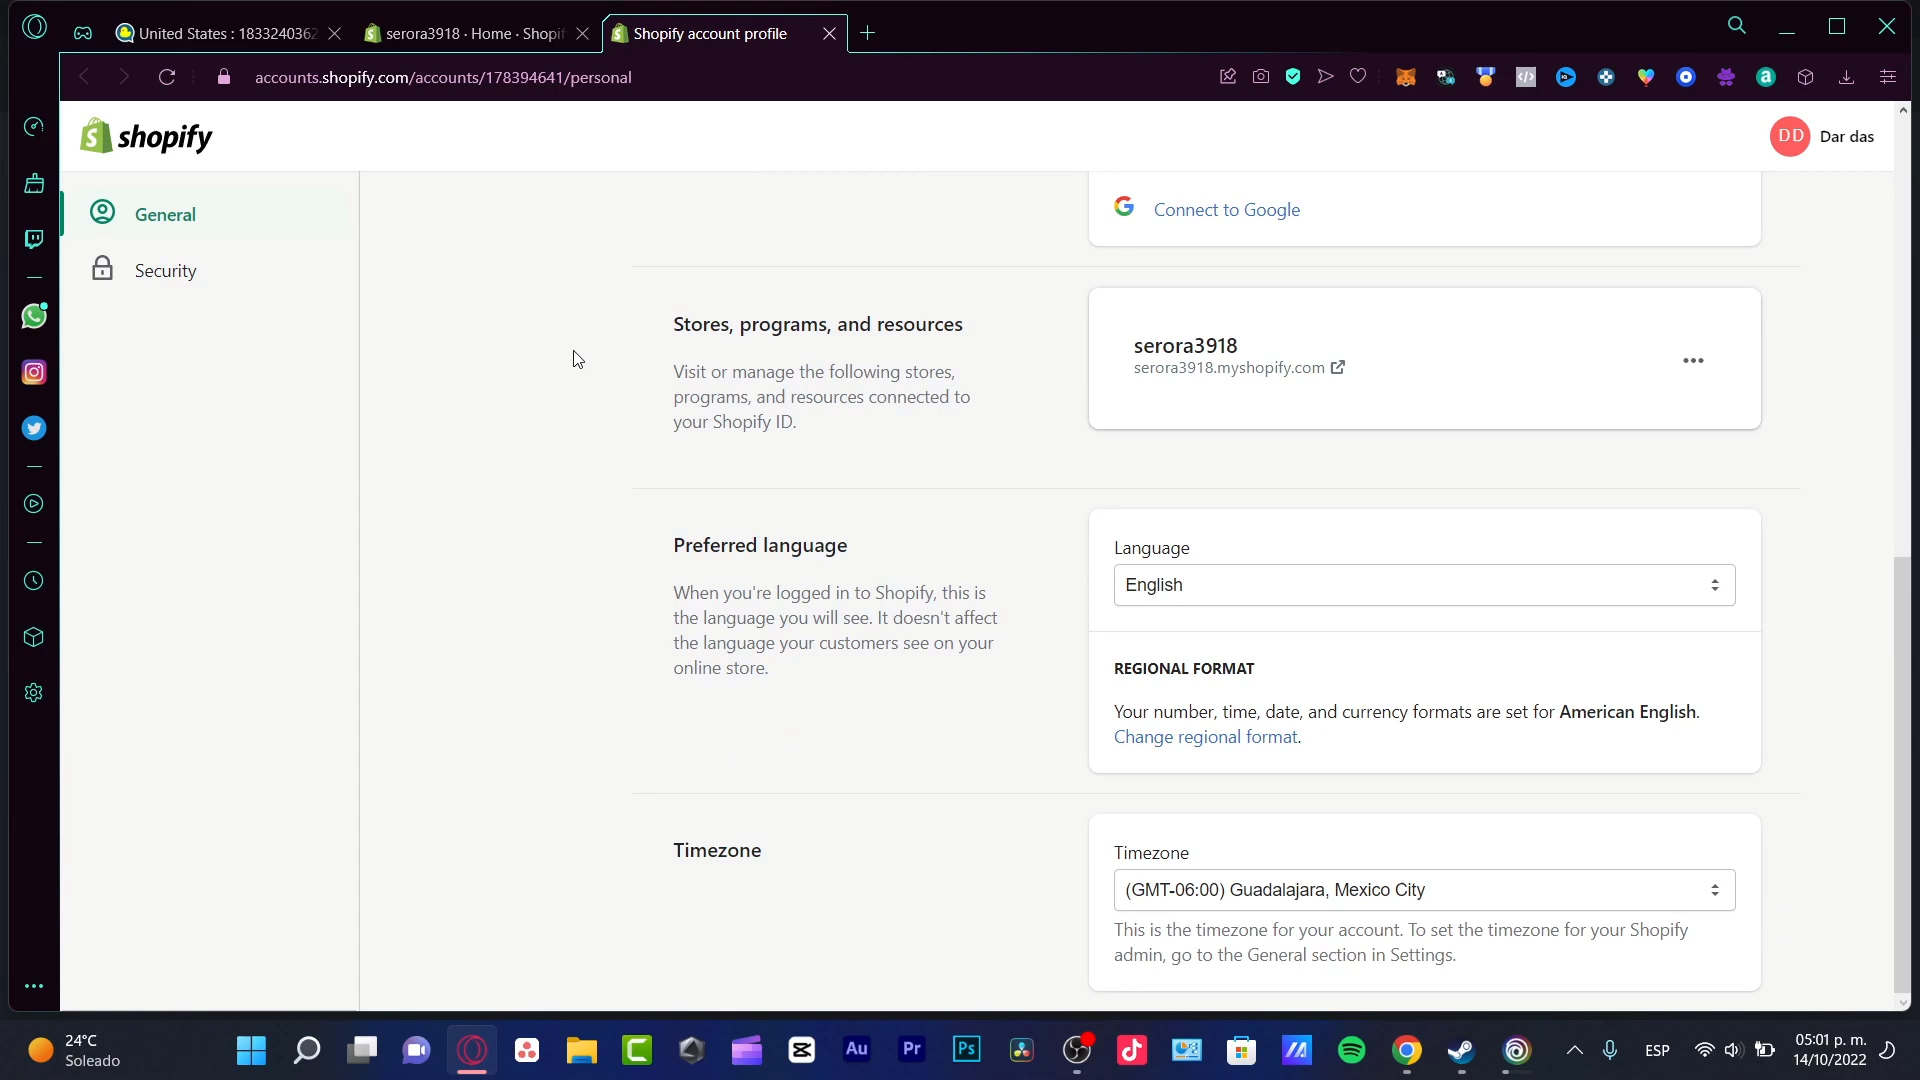 United States : 1833240362
serora3918 · Home · Shopif
Shopify account profile
accounts.shopify.com/accounts/178394641/personal
shopify
DD
Dar das
General
Security
Connect to Google
Stores, programs, and resources
Visit or manage the following stores,
programs, and resources connected to
your Shopify ID.
serora3918
serora3918.myshopify.com
Preferred language
When you're logged in to Shopify, this is
the language you will see. It doesn't affect
the language your customers see on your
online store.
Language
English
REGIONAL FORMAT
Your number, time, date, and currency formats are set for American English.
Change regional format.
Timezone
Timezone
(GMT-06:00) Guadalajara, Mexico City
This is the timezone for your account. To set the timezone for your Shopify
admin, go to the General section in Settings.
24°C
Soleado
Au
Pr
Ps
ESP
05:01 p. m.
14/10/2022